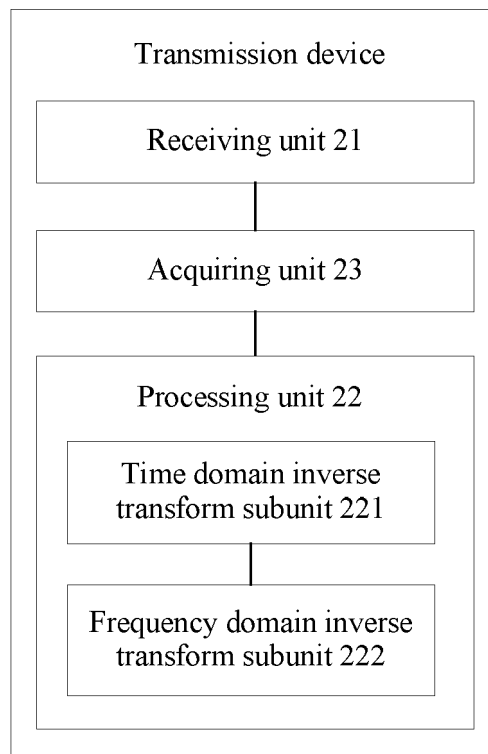 Transmission device
Receiving unit 21
Acquiring unit 23
Processing unit 22
Time domain inverse
transform subunit 221
Frequency domain inverse
transform subunit 222